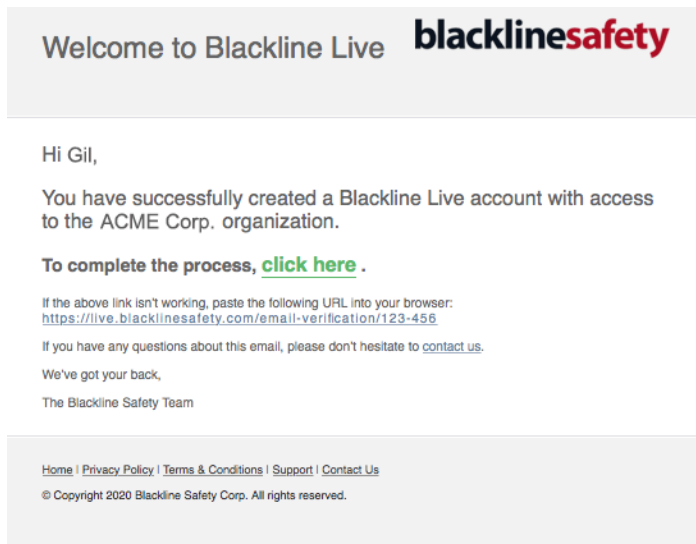 Welcome to Blackline Live
blacklinesafety
Hi Gil,
You have successfully created a Blackline Live account with access
to the ACME Corp. organization.
To complete the process, click here .
If the above link isn't working, paste the following URL into your browser:
https://live.blacklinesafety.com/email-verification/123-456
If you have any questions about this email, please don't hesitate to contact us.
We've got your back,
The Blackline Safety Team
Home | Privacy Policy | Terms & Conditions | Support | Contact Us
© Copyright 2020 Blackline Safety Corp. All rights reserved.